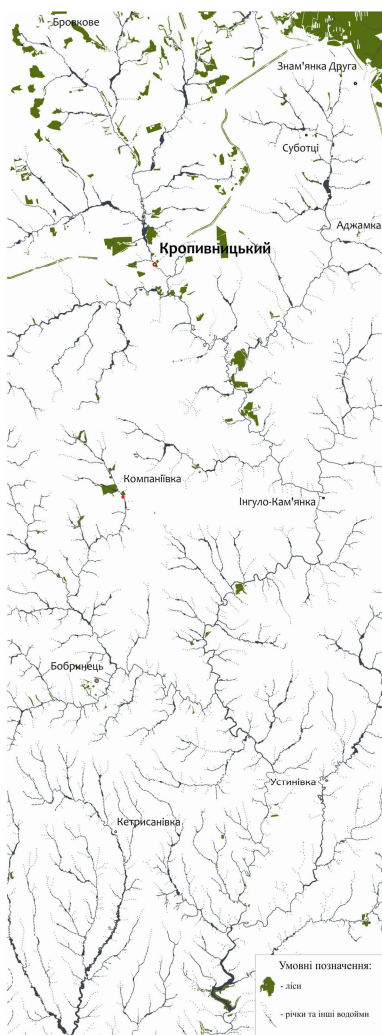 Бровкове
Знам'янка Друга
Суботці
Аджамка
Кропивницький
Компаніївка
Інгуло-Кам'янка
Бобринець
Устинівка
Кетрисанівка
Умовні позначення:
- ліси
- річки та інші водойми